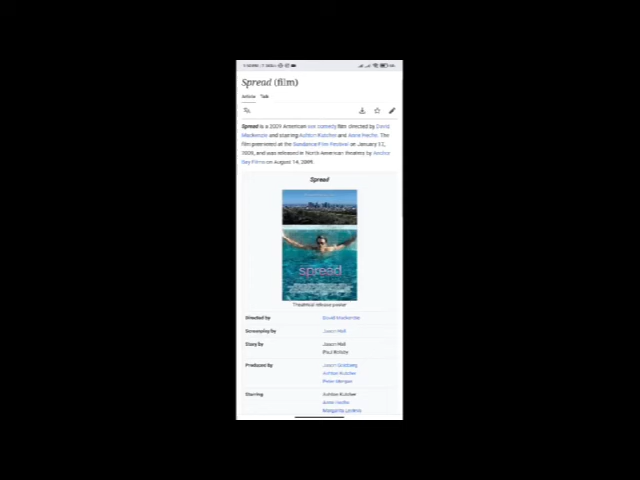 Spread (film)
Article Talk
Spread is a 2009 American sex comedy film directed by David
Mackenzie and starring Ashton Kutcher and Anne Heche. The
film premiered at the Sundance Film Festival on January 17,
2009, and was released in North American theaters by Anchor
Bay Films on August 14, 2009.
Spread
spread
Theatrical release poster
Directed by David Mackenzie
Screenplay by Jason Hall
Story by Jason Hall
Paul Kolsby
Produced by Jason Goldberg
Ashton Kutcher
Peter Morgan
Starring Ashton Kutcher
Anne Heche
Margarita Levieva